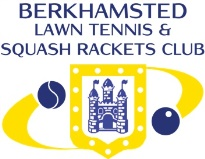 BERKHAMSTED
LAWN TENNIS &
SQUASH RACKETS CLUB